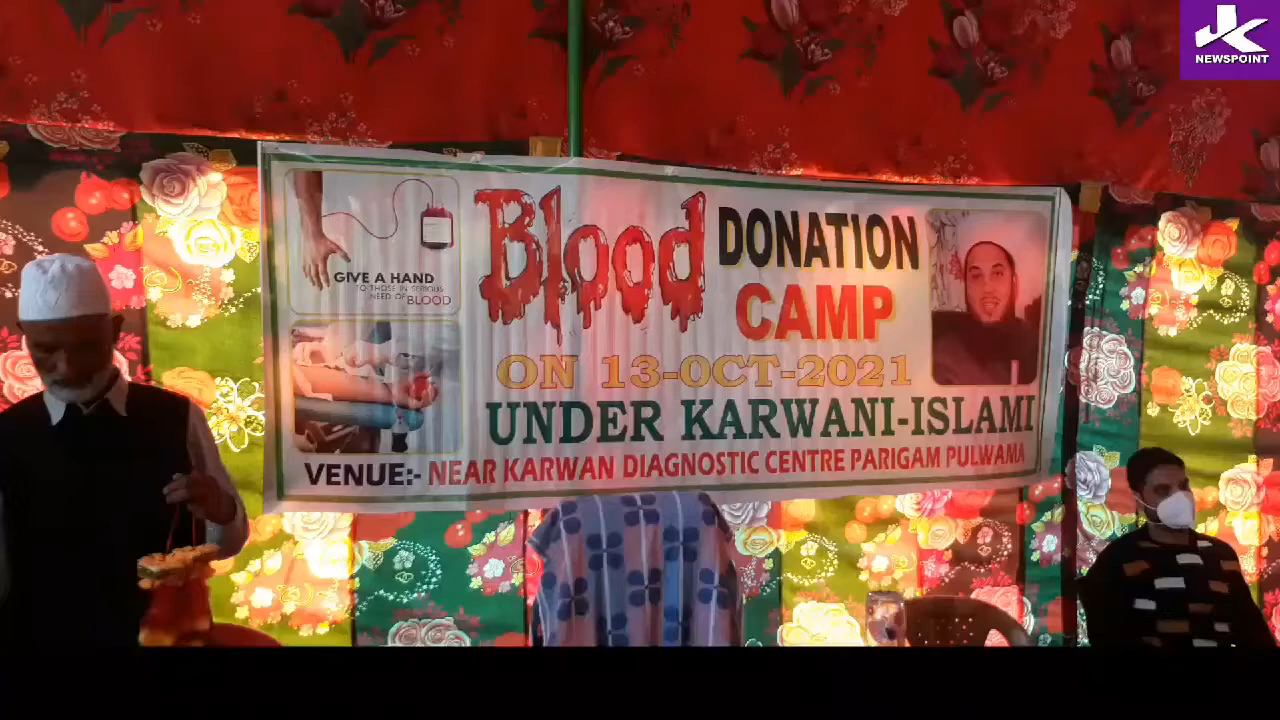 JK
NEWSPOINT
Blood DONATION
CAMP
ON 13-OCT-2021
UNDER KARWANI-ISLAMI
VENUE:- NEAR KARWAN DIAGNOSTIC CENTRE PARIGAM PULWAMA
GIVE A HAND
TO THOSE IN SERIOUS
NEED OF BLOOD